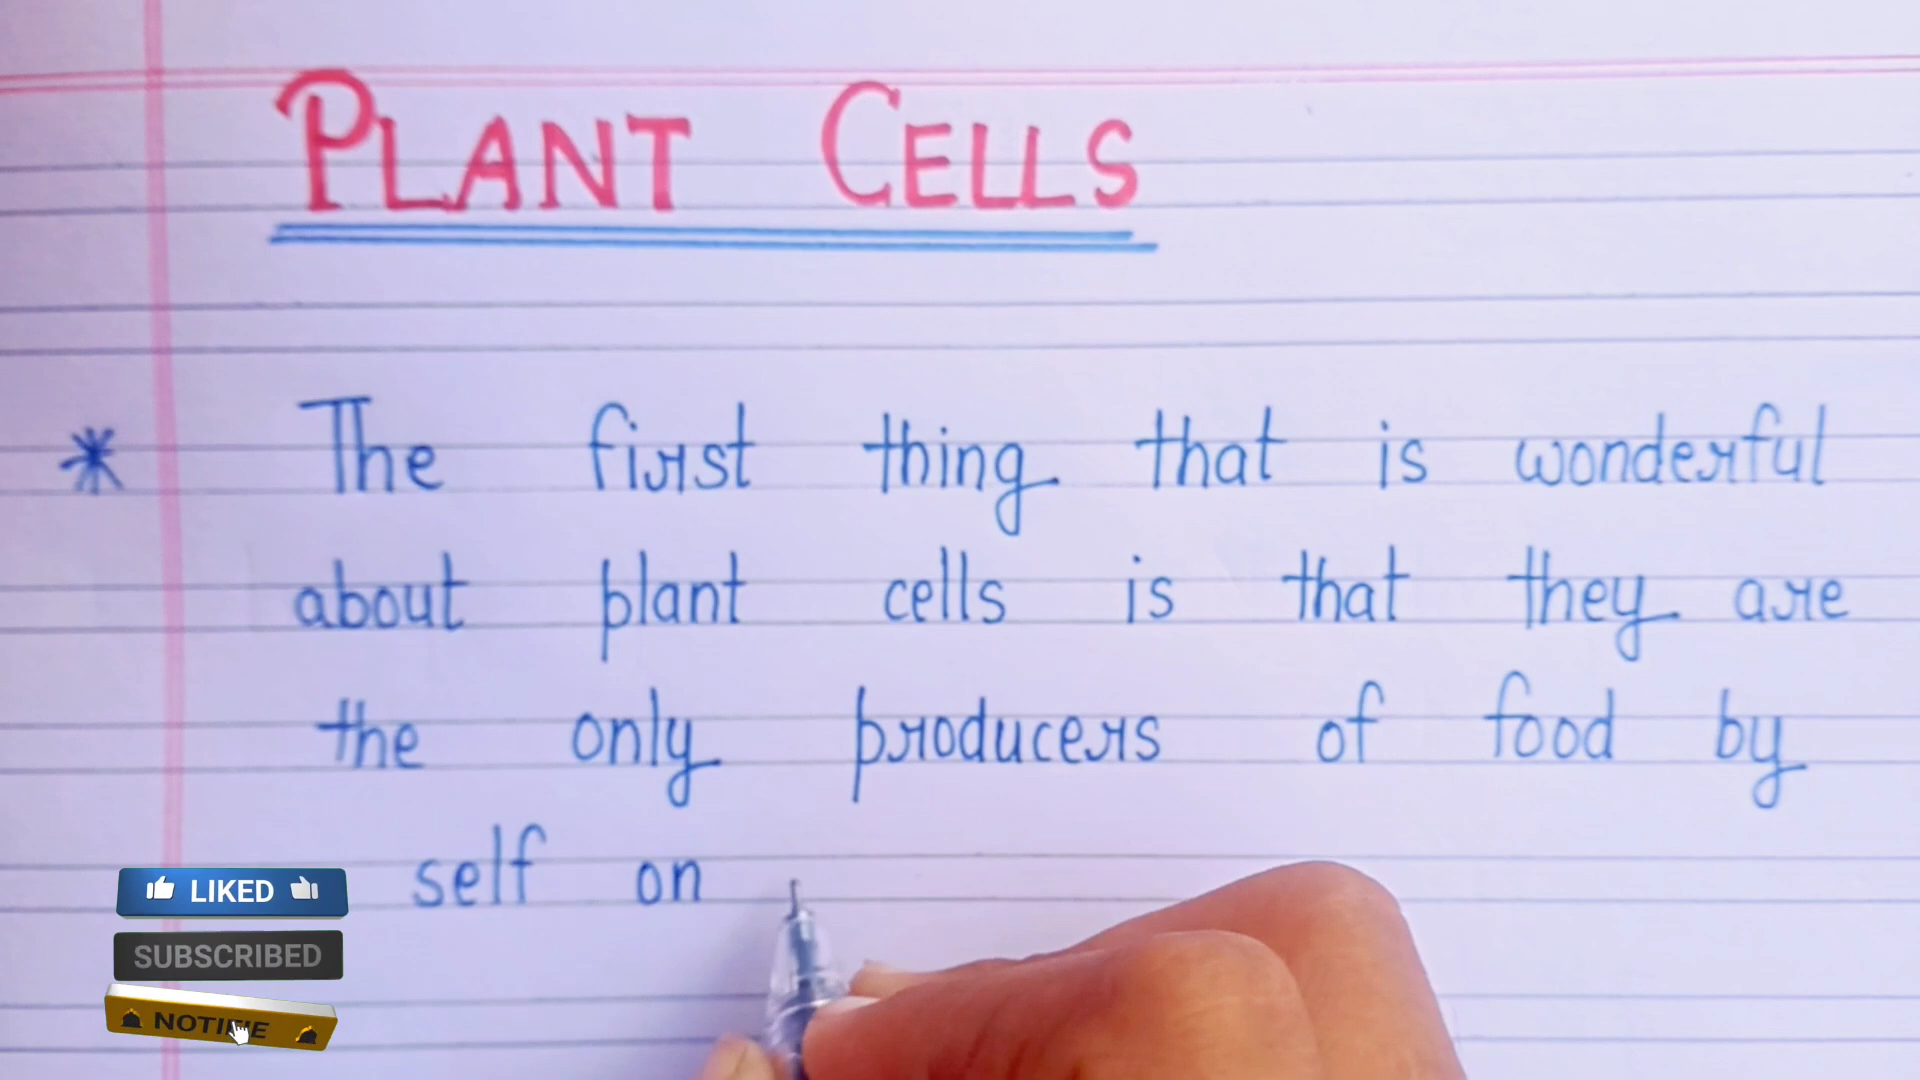 PLANT CELLS
* The first thing that is wonderful
about plant cells is that they are
the only producers of food by
self on
LIKED
SUBSCRIBED
NOTIFIE